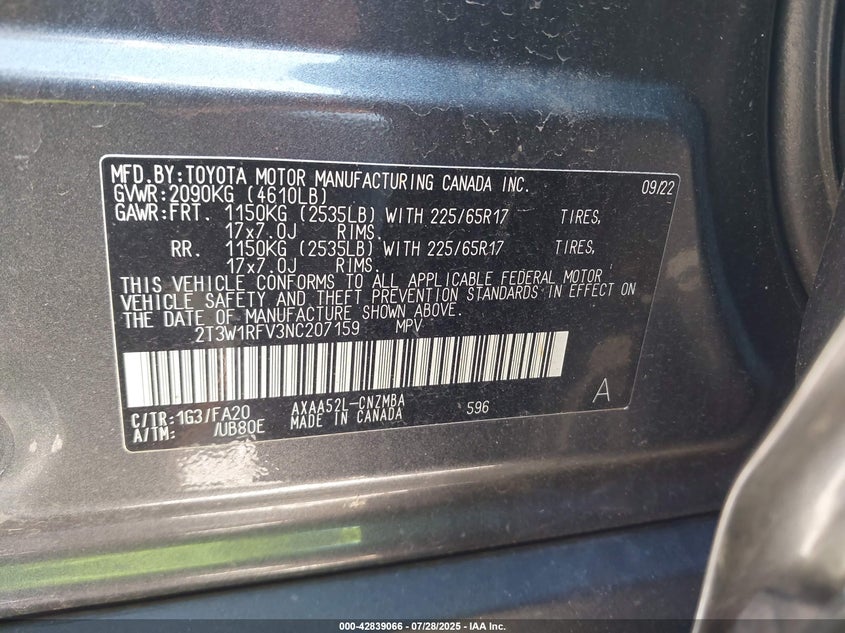 MFD.BY:TOYOTA MOTOR MANUFACTURING CANADA INC. 09/22
GVWR:2090KG (4610LB)
GAWR:FRT. 1150KG (2535LB) WITH 225/65R17 TIRES,
17x7.0J RIMS.
RR. 1150KG (2535LB) WITH 225/65R17 TIRES,
17x7.0J RIMS.
THIS VEHICLE CONFORMS TO ALL APPLICABLE FEDERAL MOTOR
VEHICLE SAFETY AND THEFT PREVENTION STANDARDS IN EFFECT ON
THE DATE OF MANUFACTURE SHOWN ABOVE.
2T3W1RFV3NC207159 MPV
C/TR:1G3/FA20 AXAA52L-CNZMBA 596 A
A/TM: /UB80E MADE IN CANADA
000-42839066 - 07/28/2025 - IAA Inc.